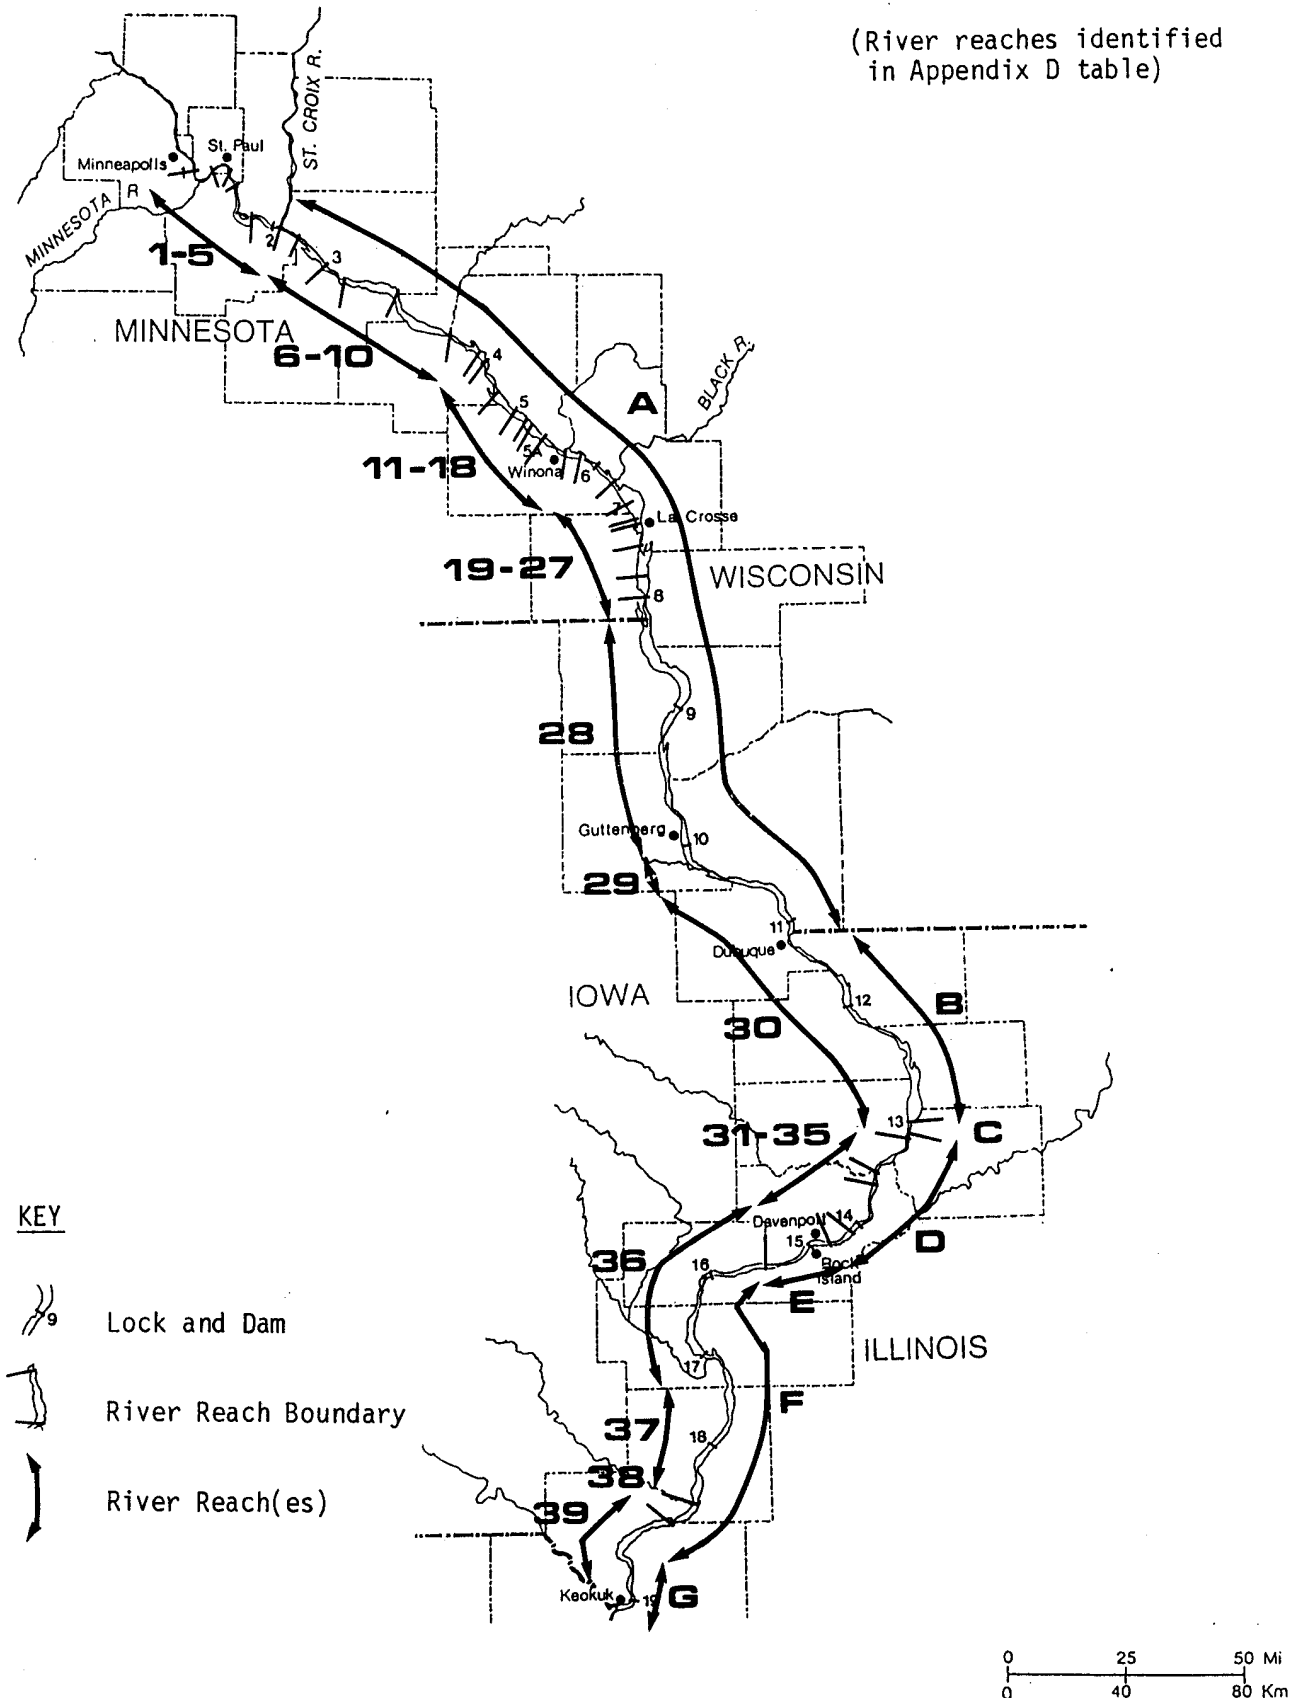 (River reaches identified
in Appendix D table)
ST. CROIX R.
St. Paul
Minneapolis
MINNESOTA R
2
1-5
3
MINNESOTA
6-10
4
A
BLACK R.
5
5A
Winona
6
11-18
7
La Crosse
19-27
WISCONSIN
8
9
28
Guttenberg
10
29
11
Dubuque
IOWA
12
B
30
13
31-35
C
Davenport
14
15
D
Rock
Island
36
16
E
17
ILLINOIS
F
37
18
38
39
Keokuk
19
G
KEY
9
Lock and Dam
River Reach Boundary
River Reach(es)
0 25 50 Mi
0 40 80 Km